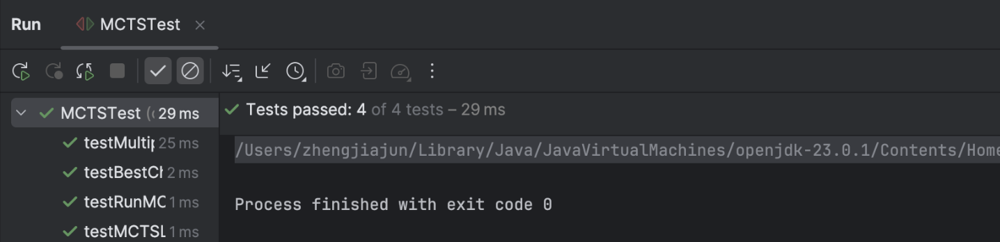 Run MCTSTest
MCTSTest 29 ms
Tests passed: 4 of 4 tests – 29 ms
testMultip 25 ms
/Users/zhengjiajun/Library/Java/JavaVirtualMachines/openjdk-23.0.1/Contents/Home
testBestCh 2 ms
testRunMC 1 ms
Process finished with exit code 0
testMCTSL 1 ms